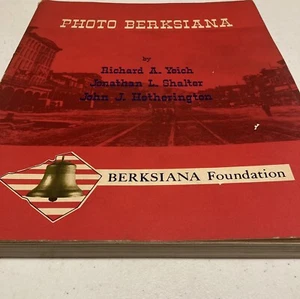 PHOTO BERKSIANA
by
Richard A. Yeich
Jonathan L. Shalter
John J. Hetherington
BERKSIANA Foundation